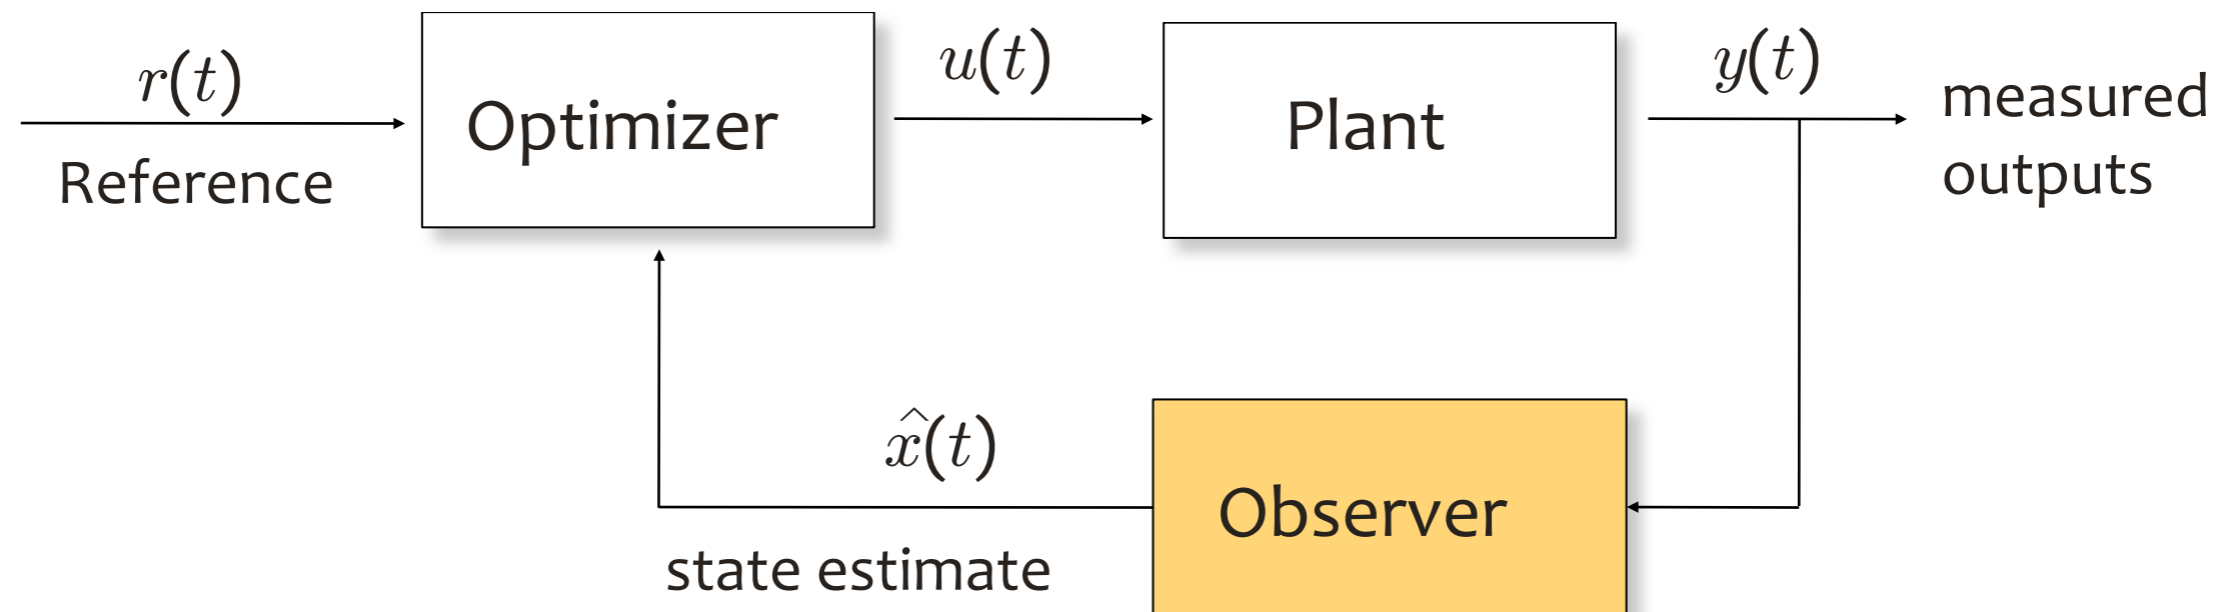 r(t)
Reference
Optimizer
u(t)
Plant
y(t)
measured
outputs
x̂(t)
state estimate
Observer